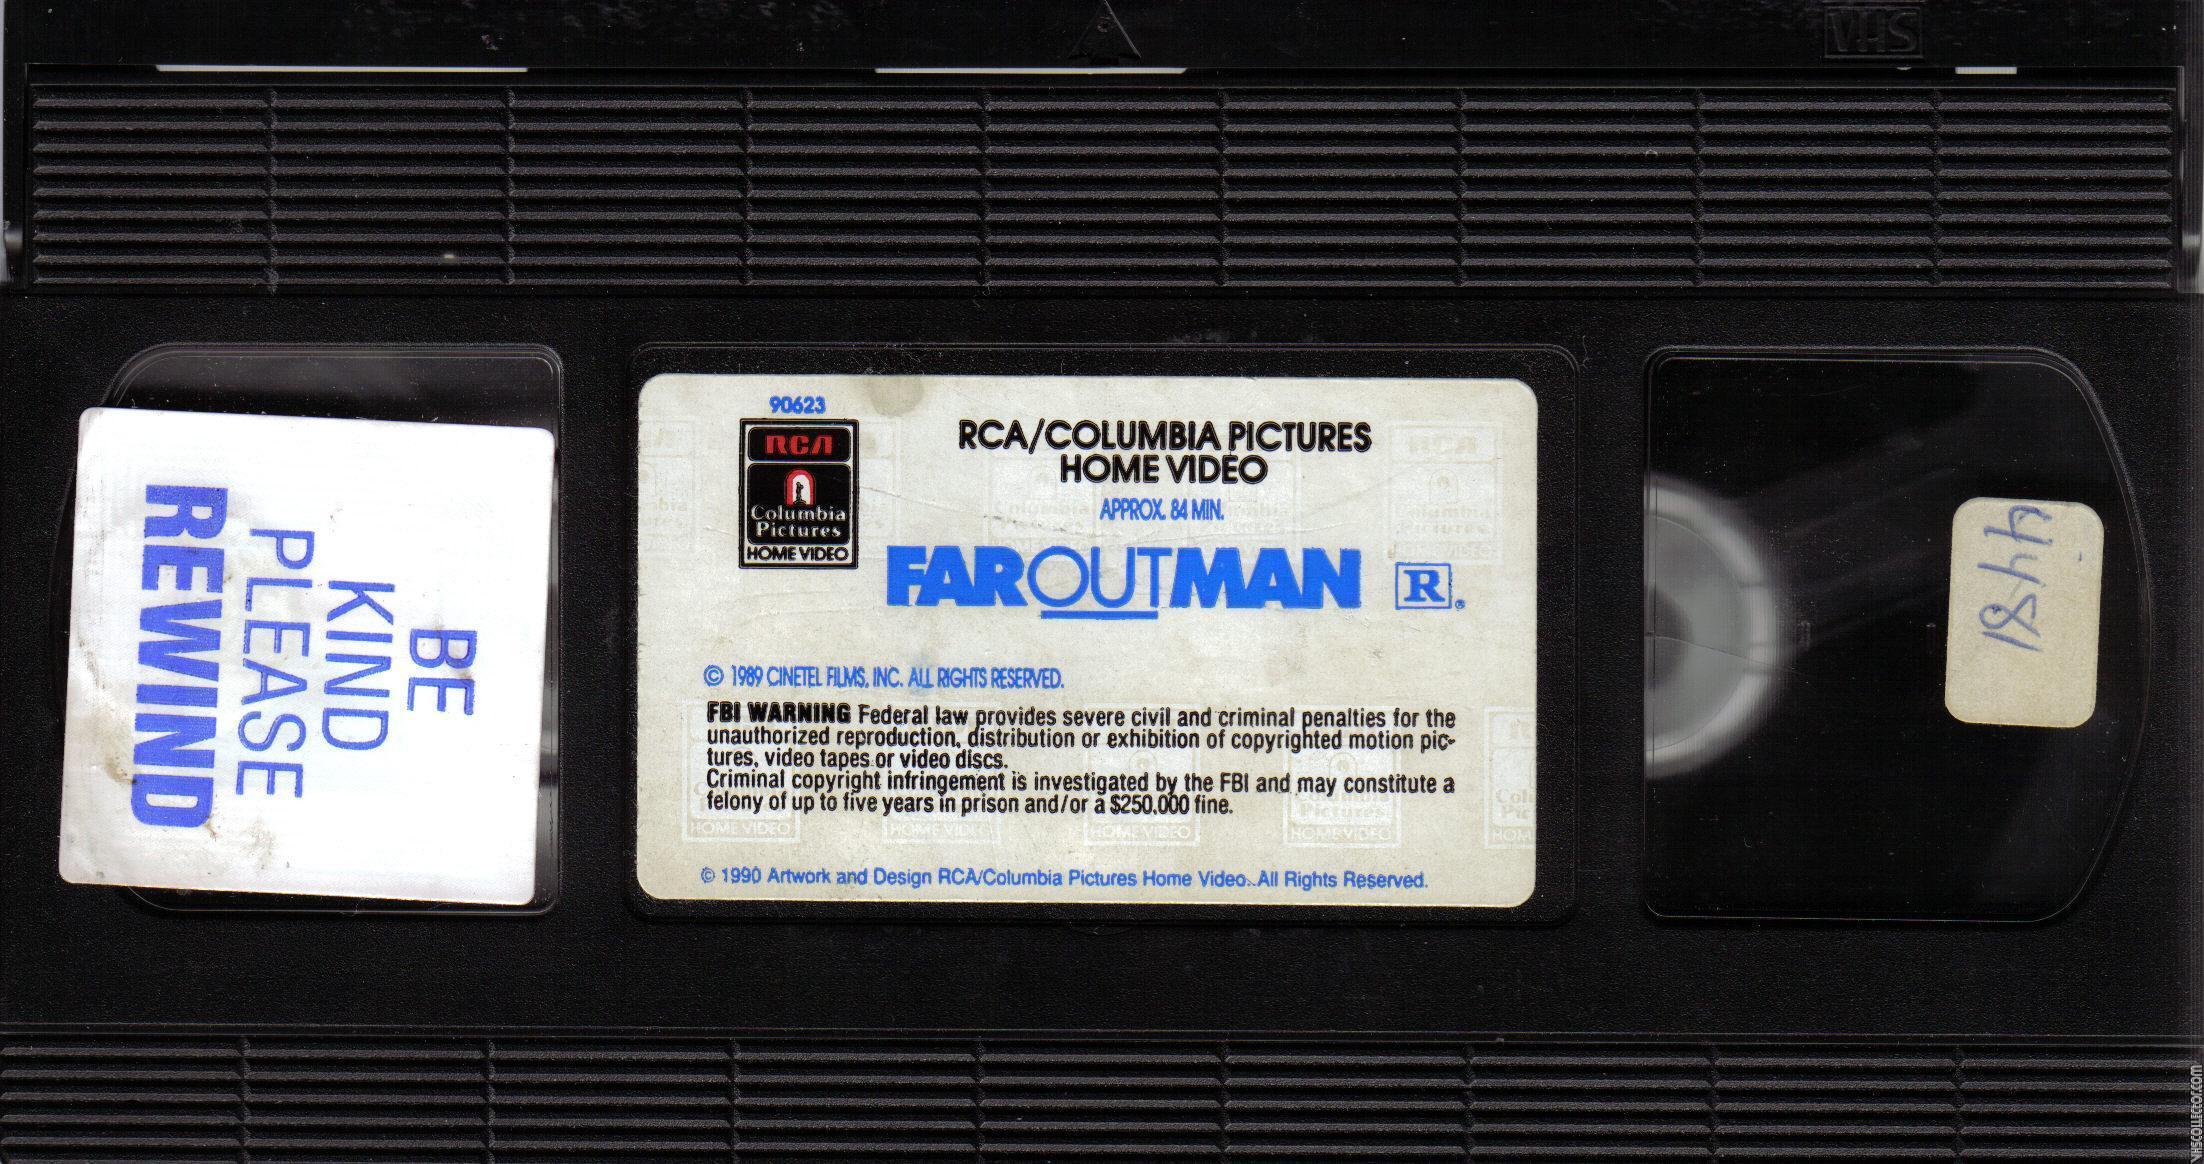 VHS
BE
KIND
PLEASE
REWIND
90623
RCA
Columbia
Pictures
HOME VIDEO
RCA/COLUMBIA PICTURES
HOME VIDEO
APPROX. 84 MIN.
FAROUTMAN R®
© 1989 CINETEL FILMS, INC. ALL RIGHTS RESERVED.
FBI WARNING Federal law provides severe civil and criminal penalties for the
unauthorized reproduction, distribution or exhibition of copyrighted motion pic-
tures, video tapes or video discs.
Criminal copyright infringement is investigated by the FBI and may constitute a
felony of up to five years in prison and/or a $250,000 fine.
© 1990 Artwork and Design RCA/Columbia Pictures Home Video. All Rights Reserved.
1844
VHSCOLLECTOR.COM